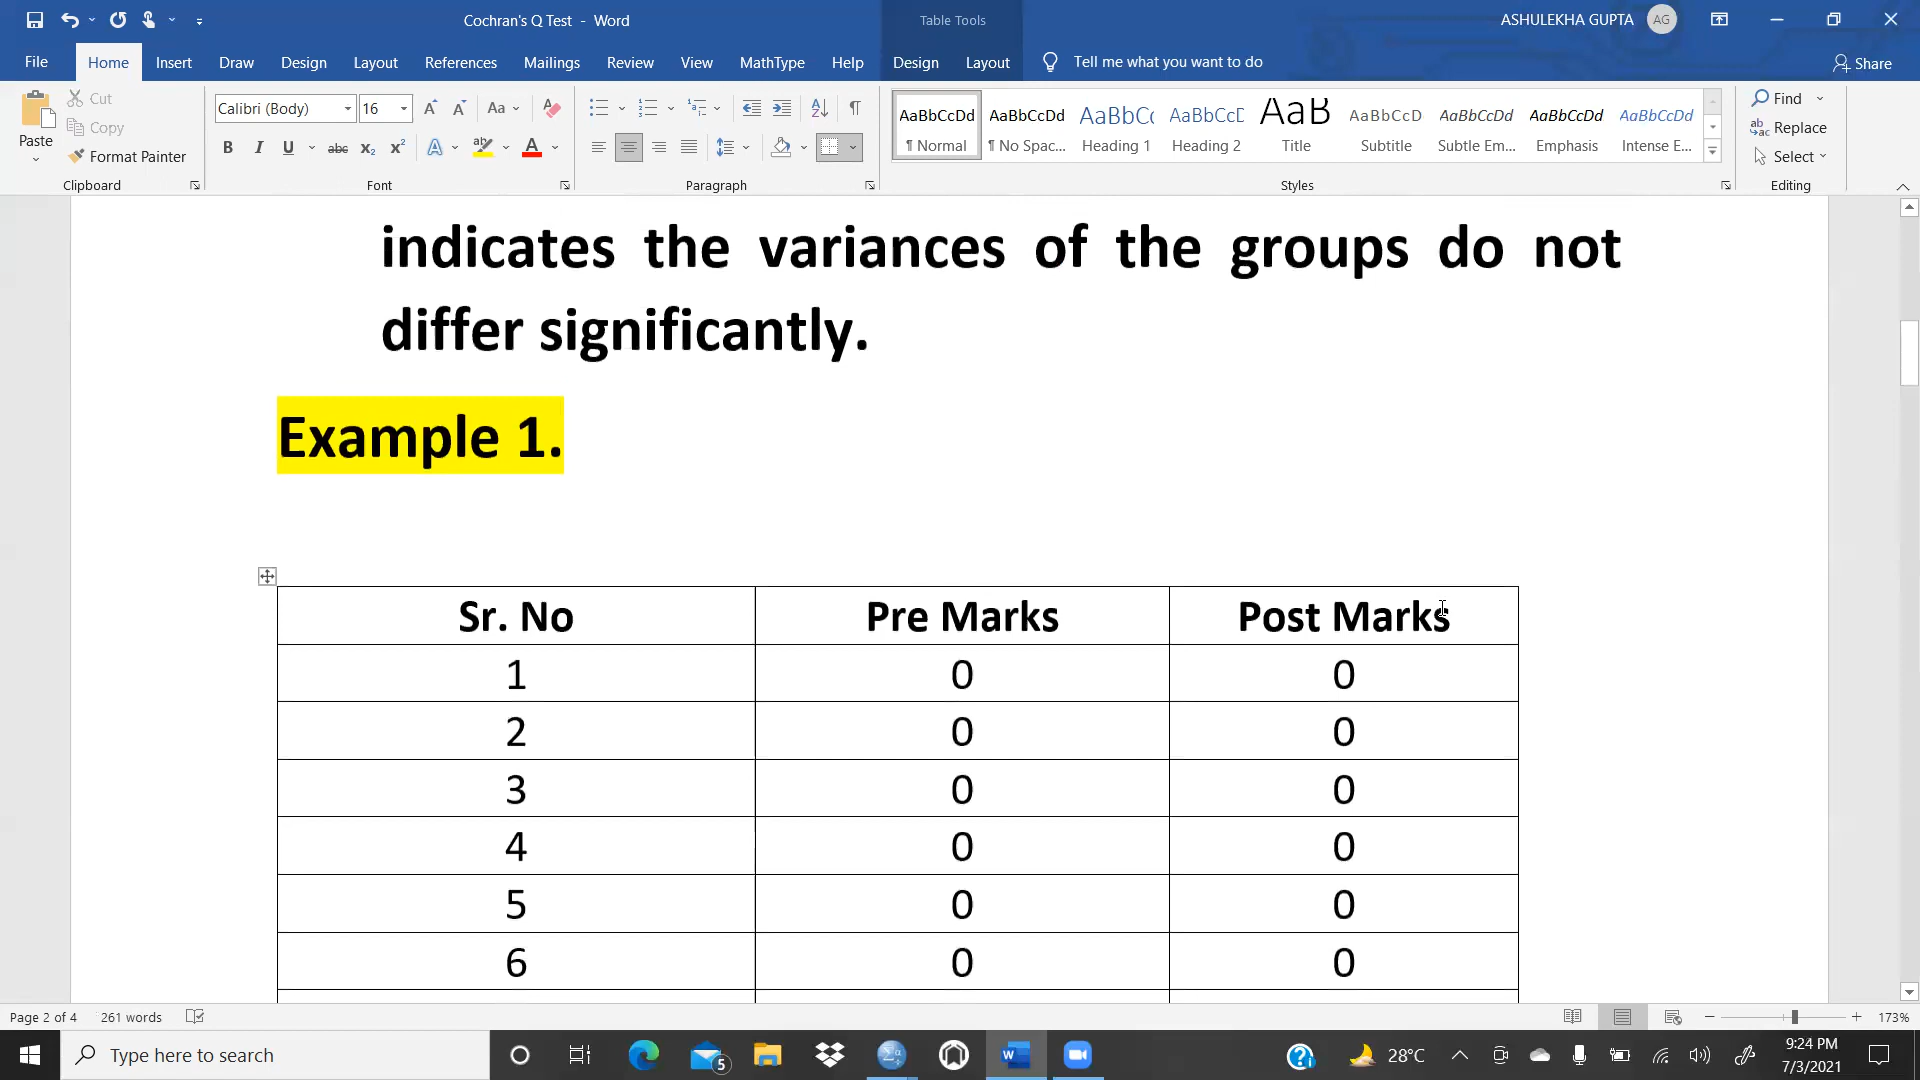 Cochran's Q Test - Word
Table Tools
ASHULEKHA GUPTA
AG
File
Home
Insert
Draw
Design
Layout
References
Mailings
Review
View
MathType
Help
Design
Layout
Tell me what you want to do
Share
Paste
Cut
Copy
Format Painter
Clipboard
Calibri (Body)
16
Font
Paragraph
AaBbCcDd
¶ Normal
AaBbCcDd
¶ No Spac...
AaBbCc
Heading 1
AaBbCcD
Heading 2
AaB
Title
AaBbCcD
Subtitle
AaBbCcDd
Subtle Em...
AaBbCcDd
Emphasis
AaBbCcDd
Intense E...
Styles
Find
Replace
Select
Editing
indicates the variances of the groups do not
differ significantly.
Example 1.
Sr. No Pre Marks Post Marks
1 0 0
2 0 0
3 0 0
4 0 0
5 0 0
6 0 0
Page 2 of 4
261 words
173%
Type here to search
5
28°C
9:24 PM
7/3/2021